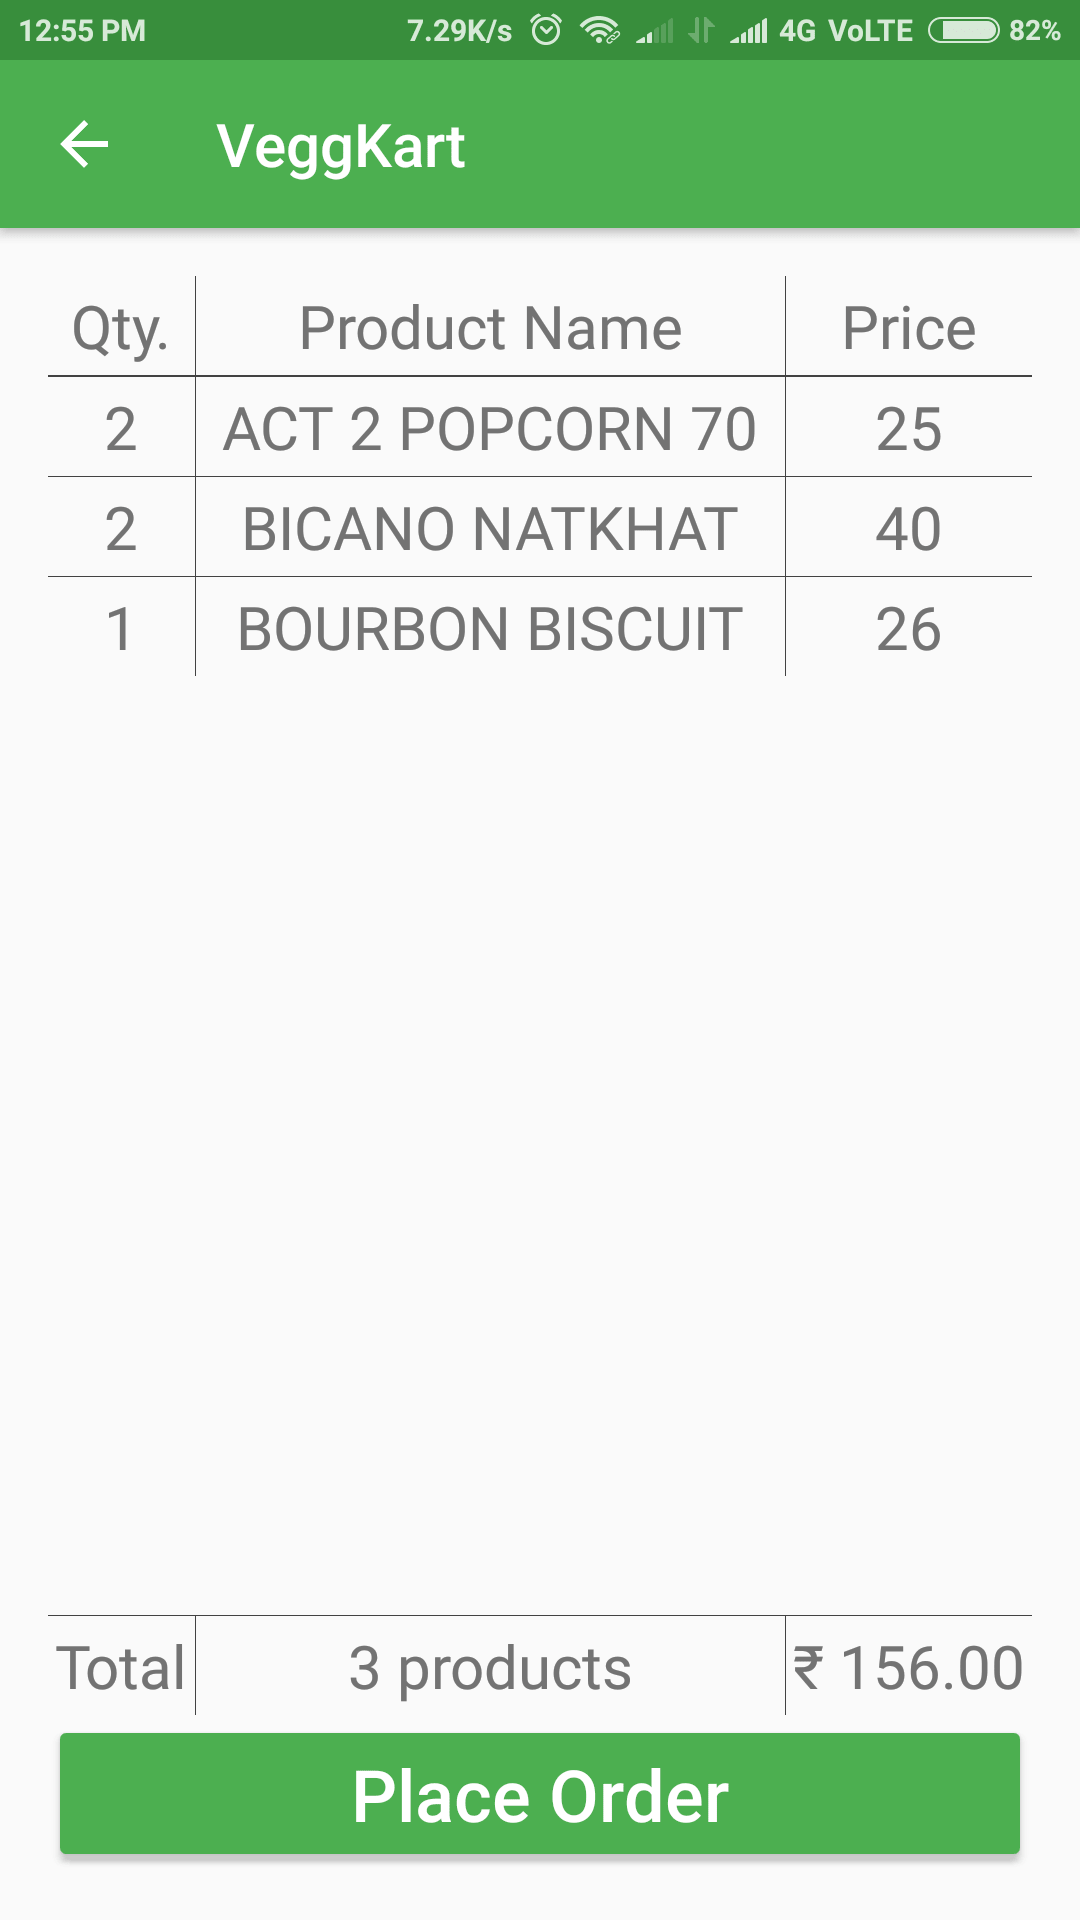 12:55 PM 7.29K/s 4G VoLTE 82%
VeggKart
Qty. Product Name Price
2 ACT 2 POPCORN 70 25
2 BICANO NATKHAT 40
1 BOURBON BISCUIT 26
Total 3 products ₹ 156.00
Place Order